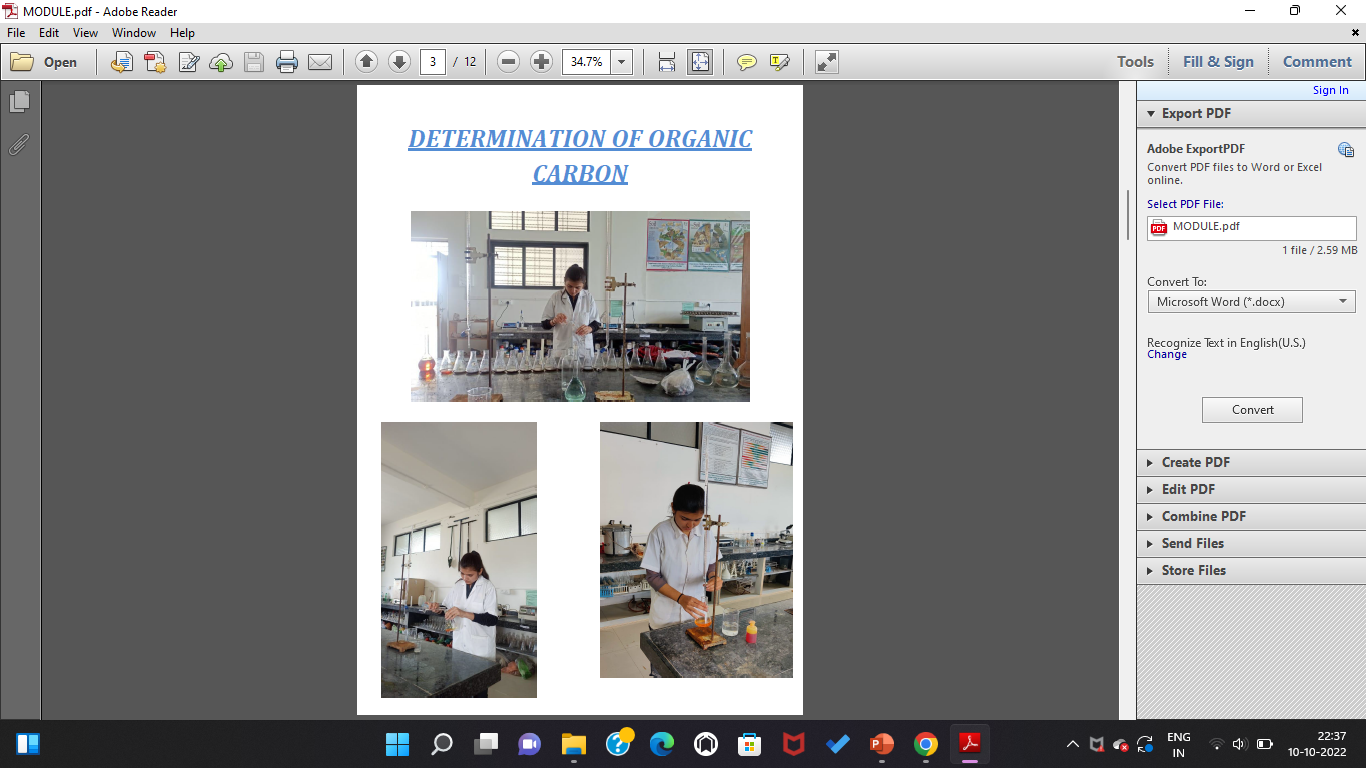 MODULE.pdf - Adobe Reader
File Edit View Window Help
Open 3 / 12 34.7% Tools Fill & Sign Comment
Sign In
DETERMINATION OF ORGANIC
CARBON
Export PDF
Adobe ExportPDF
Convert PDF files to Word or Excel
online.
Select PDF File:
PDF MODULE.pdf
1 file / 2.59 MB
Convert To:
Microsoft Word (*.docx)
Recognize Text in English(U.S.)
Change
Convert
Create PDF
Edit PDF
Combine PDF
Send Files
Store Files
ENG
IN
22:37
10-10-2022